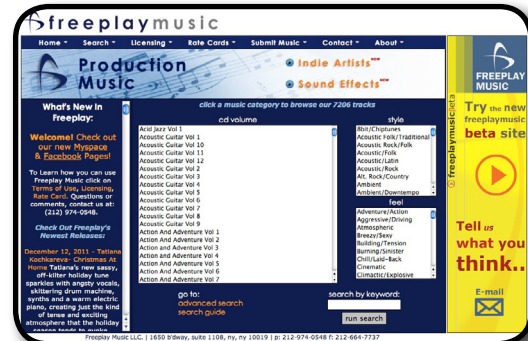 freeplaymusic
Home Search Licensing Rate Cards Submit Music Contact About
Production
Music
Indie Artists NEW
Sound Effects NEW
FREEPLAY
MUSIC
freeplaymusicbeta
Try the new
freeplaymusic
beta site
Tell us
what you
think..
E-mail
What's New in
Freeplay:
Welcome! Check out
our new Myspace
& Facebook Pages!
To Learn how you can use
Freeplay Music click on
Terms of Use, Licensing,
Rate Card. Questions or
comments, contact us at:
(212) 974-0548.
Check Out Freeplay's
Newest Releases:
December 12, 2011 - Tatiana
Kochkareva- Christmas At
Home Tatiana's new sassy,
off-kilter holiday tune
sparkles with angsty vocals,
skittering drum machine,
synths and a warm electric
piano, creating just the kind
of tense and exciting
atmosphere that the holiday
season tends to evoke.
click a music category to browse our 7206 tracks
cd volume
Acid Jazz Vol 1
Acoustic Guitar Vol 1
Acoustic Guitar Vol 10
Acoustic Guitar Vol 11
Acoustic Guitar Vol 12
Acoustic Guitar Vol 2
Acoustic Guitar Vol 3
Acoustic Guitar Vol 4
Acoustic Guitar Vol 5
Acoustic Guitar Vol 6
Acoustic Guitar Vol 7
Acoustic Guitar Vol 8
Acoustic Guitar Vol 9
Action And Adventure Vol 1
Action And Adventure Vol 2
Action And Adventure Vol 3
Action And Adventure Vol 4
Action And Adventure Vol 5
Action And Adventure Vol 6
Action And Adventure Vol 7
style
8bit/Chiptunes
Acoustic Folk/Traditional
Acoustic Rock/Folk
Acoustic/Folk
Acoustic/Latin
Acoustic/Rock
Alt. Rock/Country
Ambient
Ambient/Downtempo
feel
Adventure/Action
Aggressive/Driving
Atmospheric
Breezy/Sexy
Building/Tension
Burning/Sinister
Chill/Laid-Back
Cinematic
Climactic/Explosive
go to:
advanced search
search guide
search by keyword:
run search
Freeplay Music LLC. | 1650 b'dway, suite 1108, ny, ny 10019 | p: 212-974-0548 f: 212-664-7737